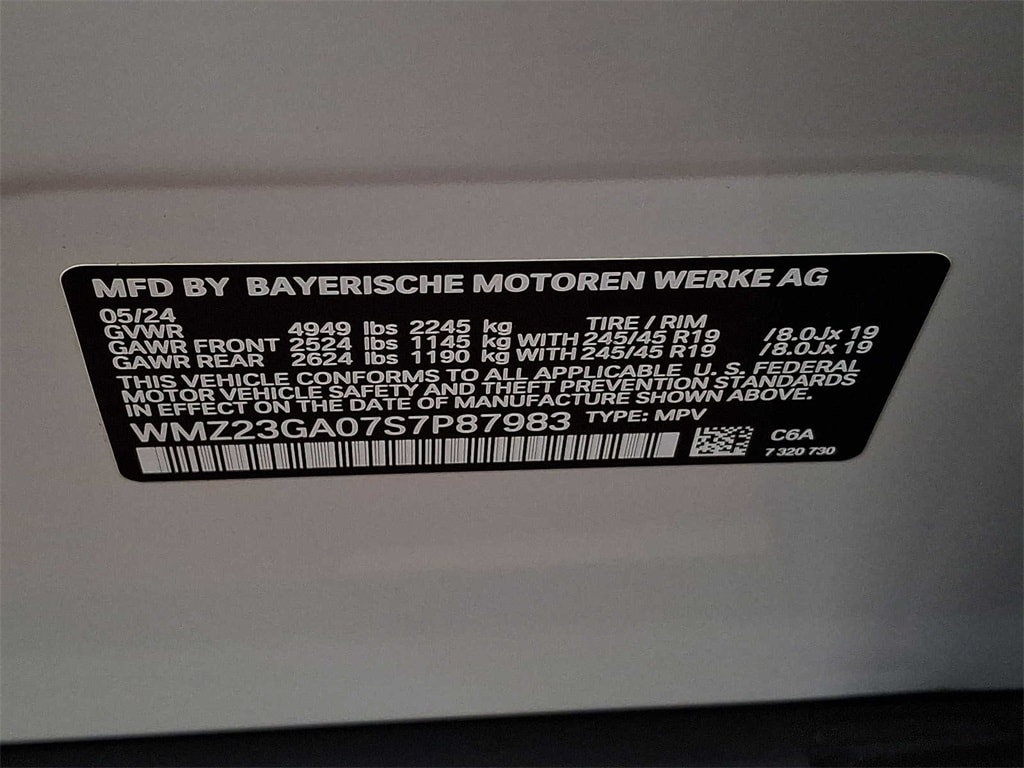 MFD BY BAYERISCHE MOTOREN WERKE AG
05/24
TIRE / RIM
GVWR 4949 lbs 2245 kg
GAWR FRONT 2524 lbs 1145 kg WITH 245/45 R19 /8.0Jx 19
GAWR REAR 2624 lbs 1190 kg WITH 245/45 R19 /8.0Jx 19
THIS VEHICLE CONFORMS TO ALL APPLICABLE U. S. FEDERAL
MOTOR VEHICLE SAFETY AND THEFT PREVENTION STANDARDS
IN EFFECT ON THE DATE OF MANUFACTURE SHOWN ABOVE.
WMZ23GA07S7P87983 TYPE: MPV
C6A
7 320 730